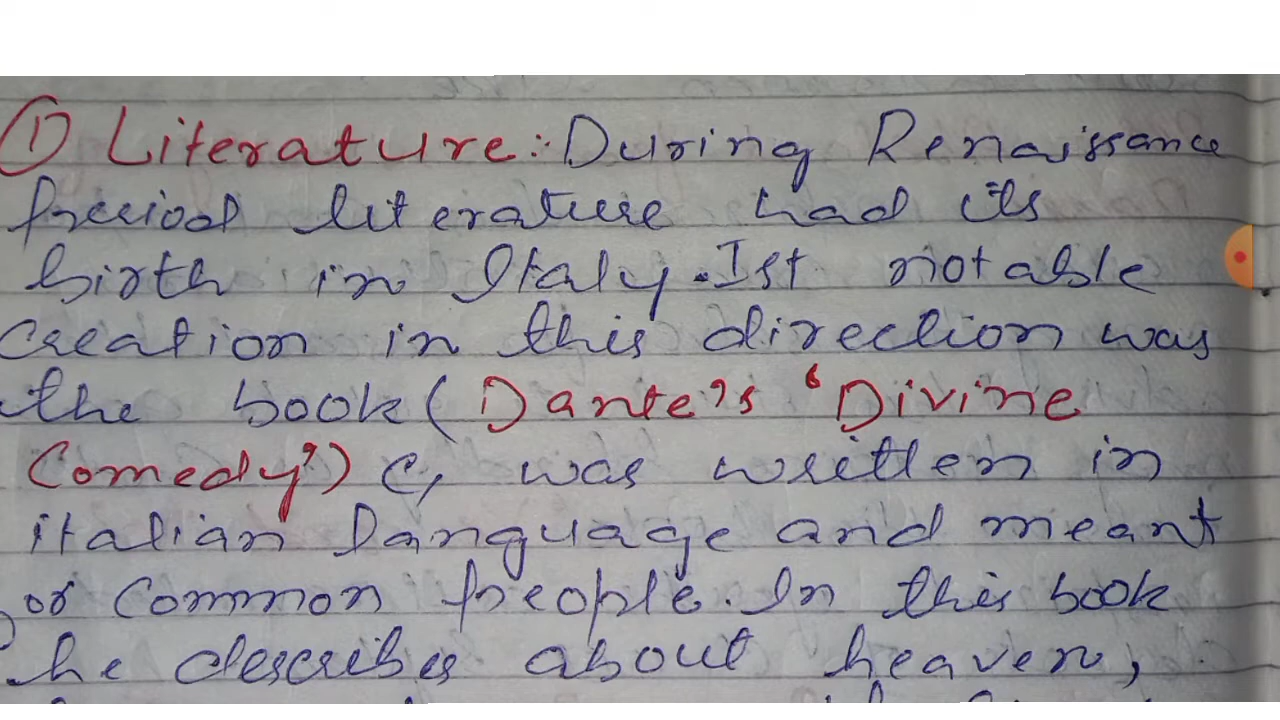 ① Literature:- During Renaissance
period literature had its
birth in Italy. Ist notable
creation in this direction was
the book ( Dante's 'Divine
Comedy') &, was written in
italian Language and meant
for common people. In this book
he describes about heaven,